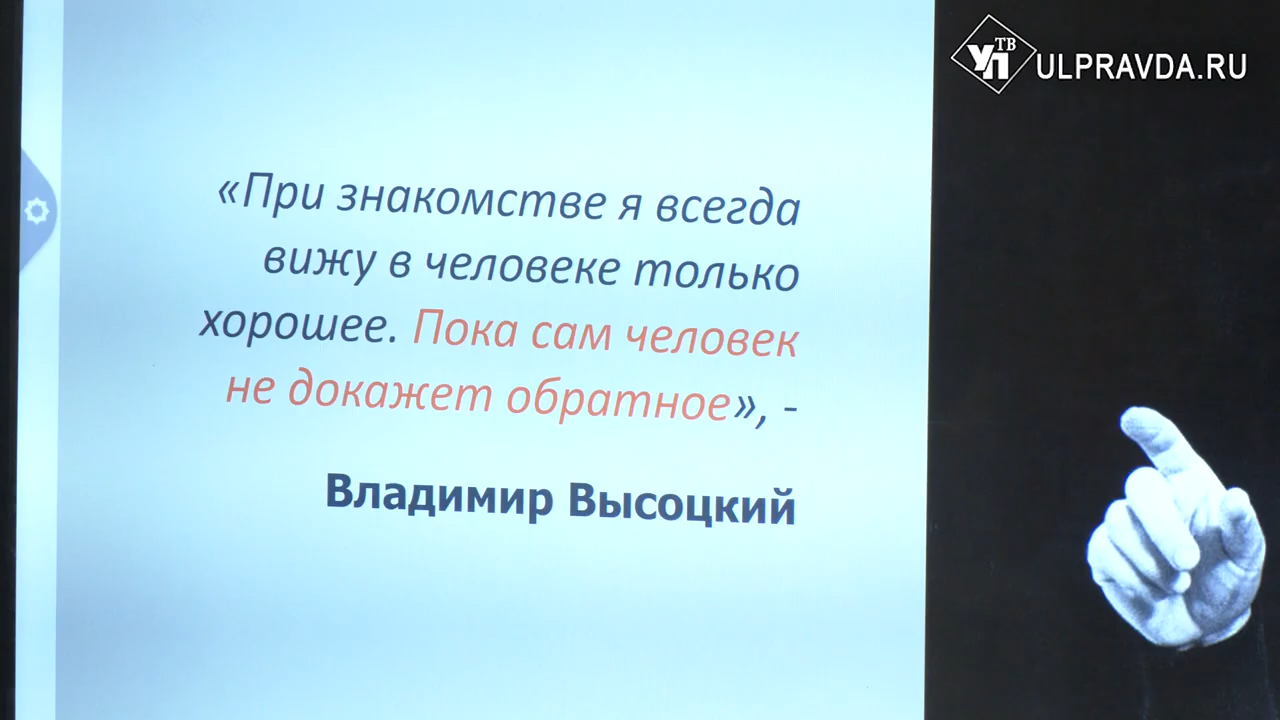 УП ТВ
ULPRAVDA.RU
«При знакомстве я всегда
вижу в человеке только
хорошее. Пока сам человек
не докажет обратное», -
Владимир Высоцкий